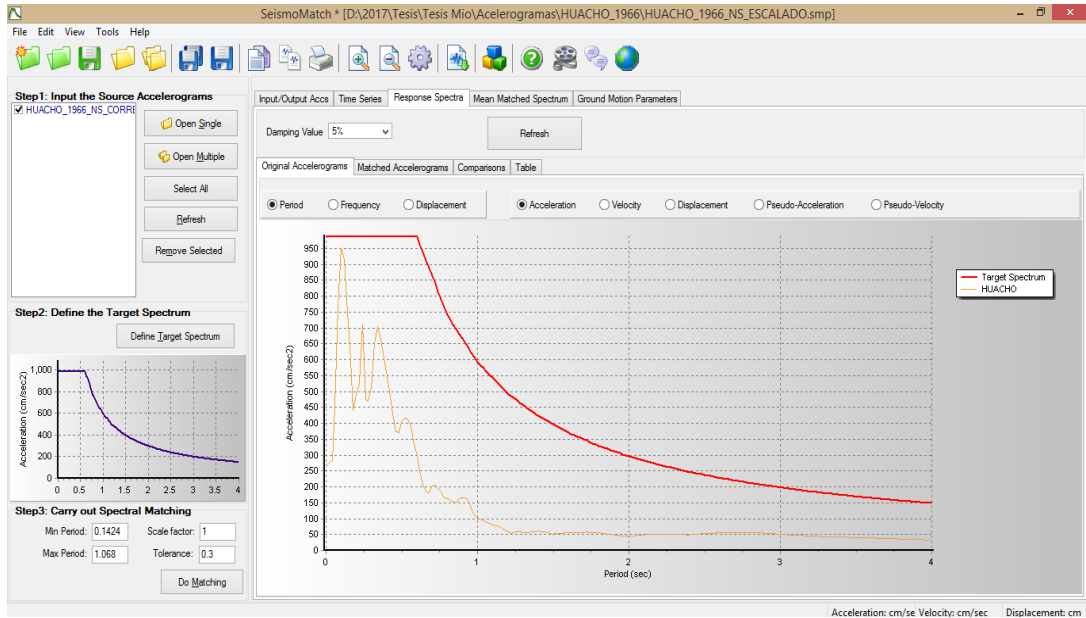 SeismoMatch * [D:\2017\Tesis\Tesis Mio\Acelerogramas\HUACHO_1966\HUACHO_1966_NS_ESCALADO.smp]
File Edit View Tools Help
Step1: Input the Source Accelerograms
HUACHO_1966_NS_CORRE
Open Single
Open Multiple
Select All
Refresh
Remove Selected
Step2: Define the Target Spectrum
Define Target Spectrum
Acceleration (cm/sec2)
1,000
800
600
400
200
0
0 0.5 1 1.5 2 2.5 3 3.5 4
Step3: Carry out Spectral Matching
Min Period: 0.1424 Scale factor: 1
Max Period: 1.068 Tolerance: 0.3
Do Matching
Input/Output Accs Time Series Response Spectra Mean Matched Spectrum Ground Motion Parameters
Damping Value 5% Refresh
Original Accelerograms Matched Accelerograms Comparisons Table
Period Frequency Displacement Acceleration Velocity Displacement Pseudo-Acceleration Pseudo-Velocity
Acceleration (cm/sec2)
950
900
850
800
750
700
650
600
550
500
450
400
350
300
250
200
150
100
50
0
0 1 2 3 4
Period (sec)
Target Spectrum
HUACHO
Acceleration: cm/se Velocity: cm/sec Displacement: cm